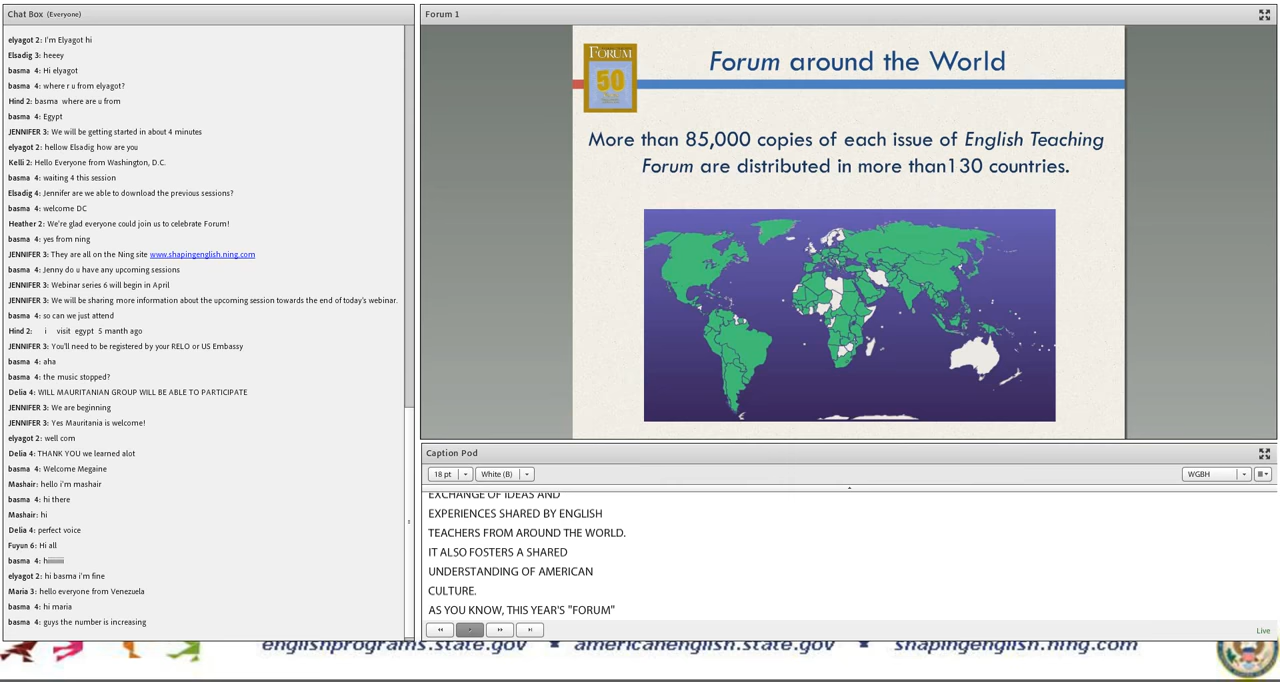 Chat Box (Everyone)
elyagot 2: I'm Elyagot hi
Elsadig 3: heeey
basma 4: Hi elyagot
basma 4: where r u from elyagot?
Hind 2: basma where are u from
basma 4: Egypt
JENNIFER 3: We will be getting started in about 4 minutes
elyagot 2: hellow Elsadig how are you
Kelli 2: Hello Everyone from Washington, D.C.
basma 4: waiting 4 this session
Elsadig 4: Jennifer are we able to download the previous sessions?
basma 4: welcome DC
Heather 2: We're glad everyone could join us to celebrate Forum!
basma 4: yes from ning
JENNIFER 3: They are all on the Ning site www.shapingenglish.ning.com
basma 4: Jenny do u have any upcoming sessions
JENNIFER 3: Webinar series 6 will begin in April
JENNIFER 3: We will be sharing more information about the upcoming session towards the end of today's webinar.
basma 4: so can we just attend
Hind 2: i visit egypt 5 manth ago
JENNIFER 3: You'll need to be registered by your RELO or US Embassy
basma 4: aha
basma 4: the music stopped?
Delia 4: WILL MAURITANIAN GROUP WILL BE ABLE TO PARTICIPATE
JENNIFER 3: We are beginning
JENNIFER 3: Yes Mauritania is welcome!
elyagot 2: well com
Delia 4: THANK YOU we learned alot
basma 4: Welcome Megaine
Mashair: hello i'm mashair
basma 4: hi there
Mashair: hi
Delia 4: perfect voice
Fuyun 6: Hi all
basma 4: hiiiiiiiii
elyagot 2: hi basma i'm fine
Maria 3: hello everyone from Venezuela
basma 4: hi maria
basma 4: guys the number is increasing
Forum 1
FORUM
50
Forum around the World
More than 85,000 copies of each issue of English Teaching
Forum are distributed in more than130 countries.
Caption Pod
18 pt
White (B)
WGBH
EXCHANGE OF IDEAS AND
EXPERIENCES SHARED BY ENGLISH
TEACHERS FROM AROUND THE WORLD.
IT ALSO FOSTERS A SHARED
UNDERSTANDING OF AMERICAN
CULTURE.
AS YOU KNOW, THIS YEAR'S "FORUM"
Live
englishprograms.state.gov ▪ americanenglish.state.gov ▪ shapingenglish.ning.com